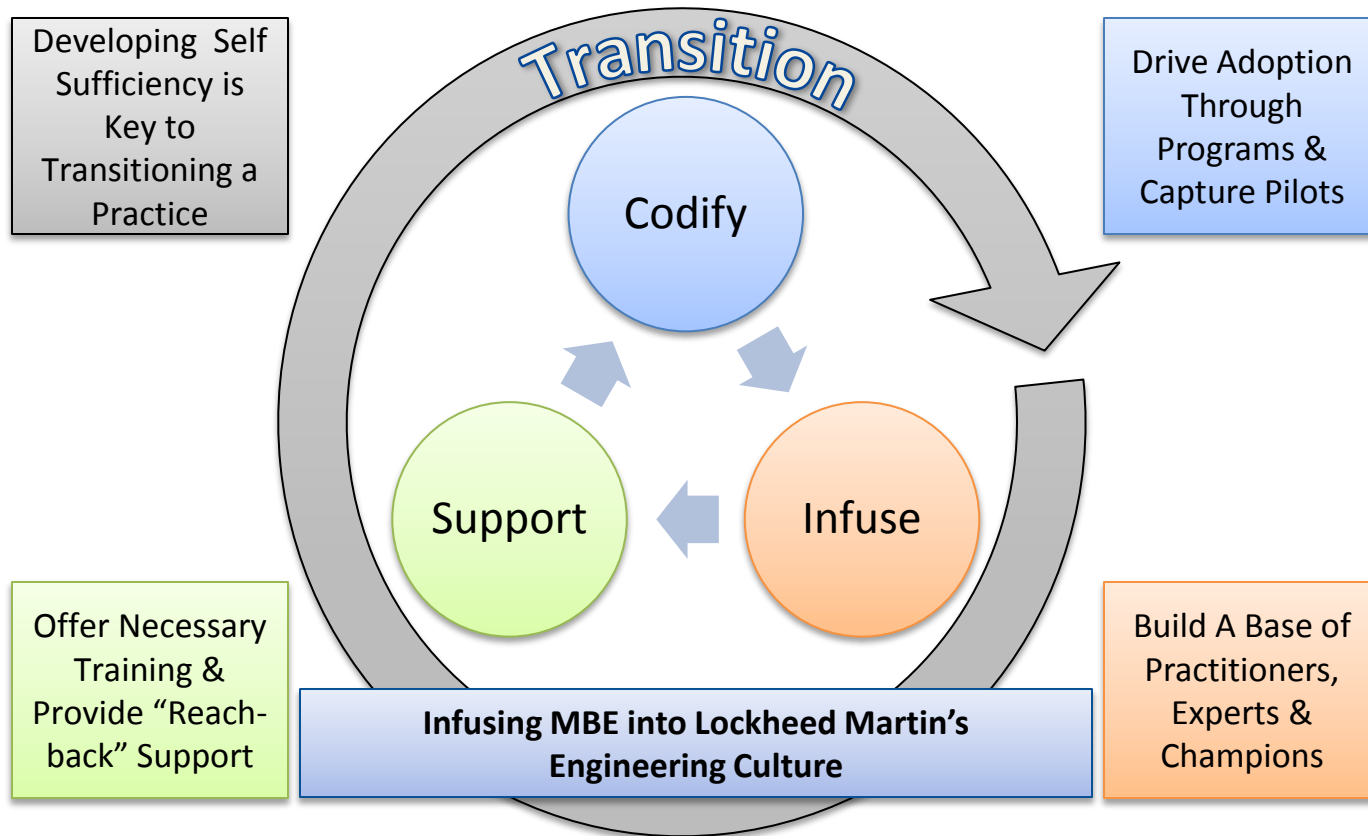 Developing Self
Sufficiency is
Key to
Transitioning a
Practice
Transition
Drive Adoption
Through
Programs &
Capture Pilots
Codify
Support
Infuse
Offer Necessary
Training &
Provide “Reach-
back” Support
Infusing MBE into Lockheed Martin’s
Engineering Culture
Build A Base of
Practitioners,
Experts &
Champions